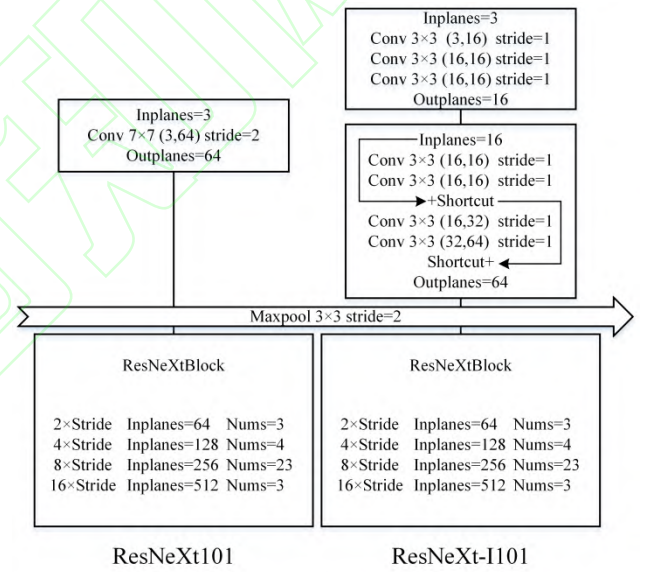 Inplanes=3
Conv 7×7 (3,64) stride=2
Outplanes=64
Inplanes=3
Conv 3×3 (3,16) stride=1
Conv 3×3 (16,16) stride=1
Conv 3×3 (16,16) stride=1
Outplanes=16
Inplanes=16
Conv 3×3 (16,16) stride=1
Conv 3×3 (16,16) stride=1
+Shortcut
Conv 3×3 (16,32) stride=1
Conv 3×3 (32,64) stride=1
Shortcut+
Outplanes=64
Maxpool 3×3 stride=2
ResNeXtBlock
2×Stride Inplanes=64 Nums=3
4×Stride Inplanes=128 Nums=4
8×Stride Inplanes=256 Nums=23
16×Stride Inplanes=512 Nums=3
ResNeXt101
ResNeXtBlock
2×Stride Inplanes=64 Nums=3
4×Stride Inplanes=128 Nums=4
8×Stride Inplanes=256 Nums=23
16×Stride Inplanes=512 Nums=3
ResNeXt-I101